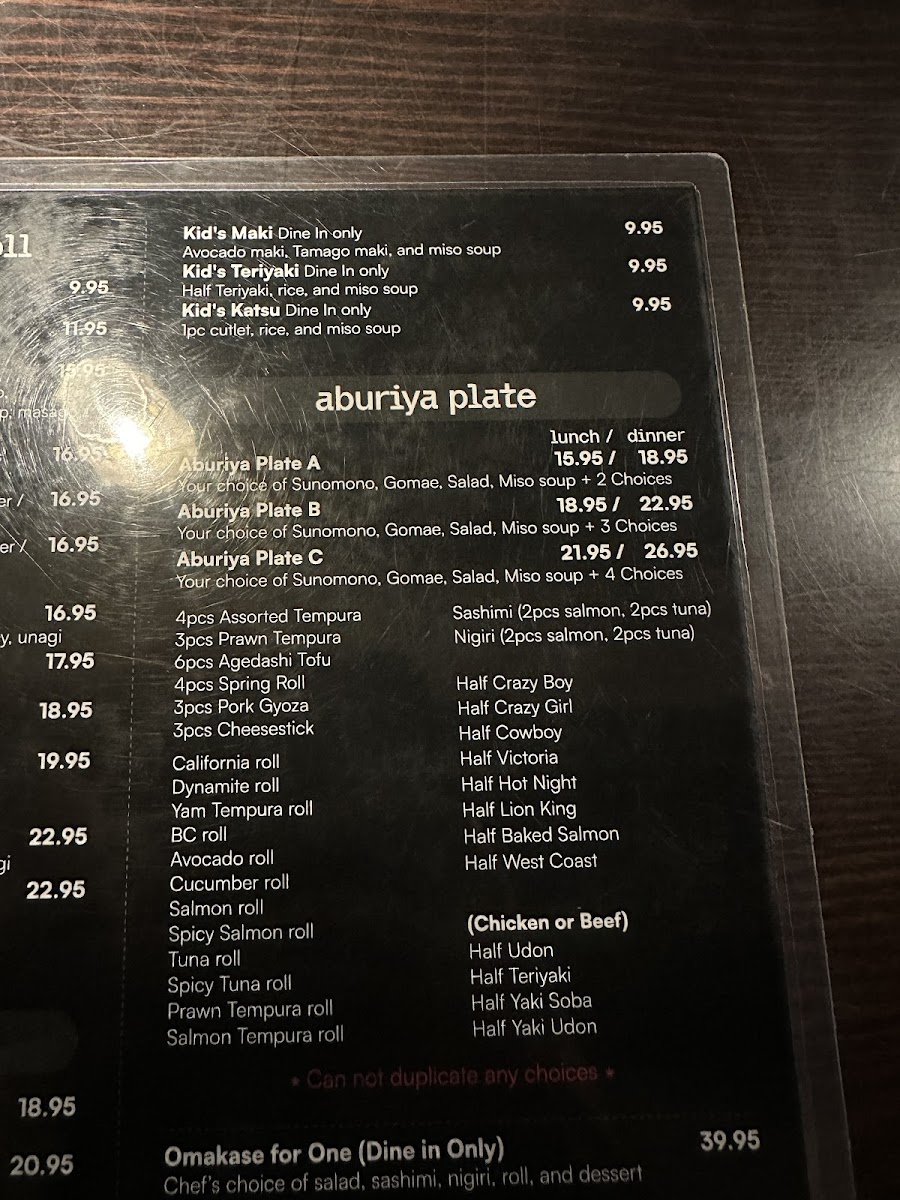 oll
9.95
11.95
15.95
p. masag
16.95
er / 16.95
er / 16.95
16.95
y, unagi
17.95
18.95
19.95
22.95
gi
22.95
18.95
20.95
Kid's Maki Dine In only 9.95
Avocado maki, Tamago maki, and miso soup
Kid's Teriyaki Dine In only 9.95
Half Teriyaki, rice, and miso soup
Kid's Katsu Dine In only 9.95
1pc cutlet, rice, and miso soup
aburiya plate
lunch / dinner
Aburiya Plate A 15.95 / 18.95
Your choice of Sunomono, Gomae, Salad, Miso soup + 2 Choices
Aburiya Plate B 18.95 / 22.95
Your choice of Sunomono, Gomae, Salad, Miso soup + 3 Choices
Aburiya Plate C 21.95 / 26.95
Your choice of Sunomono, Gomae, Salad, Miso soup + 4 Choices
4pcs Assorted Tempura
3pcs Prawn Tempura
6pcs Agedashi Tofu
4pcs Spring Roll
3pcs Pork Gyoza
3pcs Cheesestick
California roll
Dynamite roll
Yam Tempura roll
BC roll
Avocado roll
Cucumber roll
Salmon roll
Spicy Salmon roll
Tuna roll
Spicy Tuna roll
Prawn Tempura roll
Salmon Tempura roll
Sashimi (2pcs salmon, 2pcs tuna)
Nigiri (2pcs salmon, 2pcs tuna)
Half Crazy Boy
Half Crazy Girl
Half Cowboy
Half Victoria
Half Hot Night
Half Lion King
Half Baked Salmon
Half West Coast
(Chicken or Beef)
Half Udon
Half Teriyaki
Half Yaki Soba
Half Yaki Udon
* Can not duplicate any choices *
Omakase for One (Dine in Only) 39.95
Chef's choice of salad, sashimi, nigiri, roll, and dessert